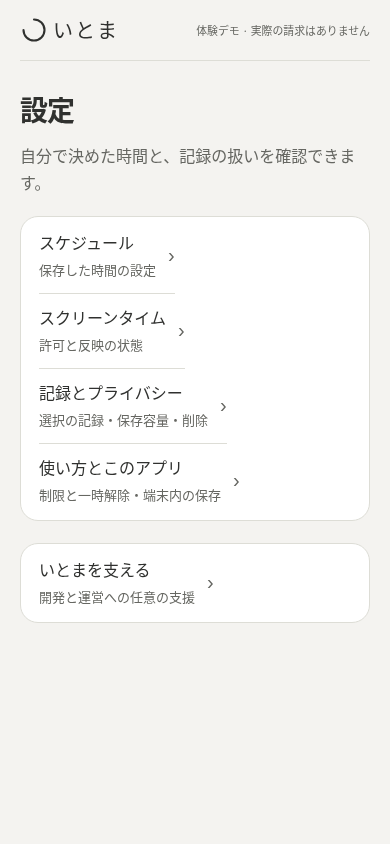 いとま
体験デモ · 実際の請求はありません
設定
自分で決めた時間と、記録の扱いを確認できま
す。
スケジュール
保存した時間の設定
スクリーンタイム
許可と反映の状態
記録とプライバシー
選択の記録・保存容量・削除
使い方とこのアプリ
制限と一時解除・端末内の保存
いとまを支える
開発と運営への任意の支援